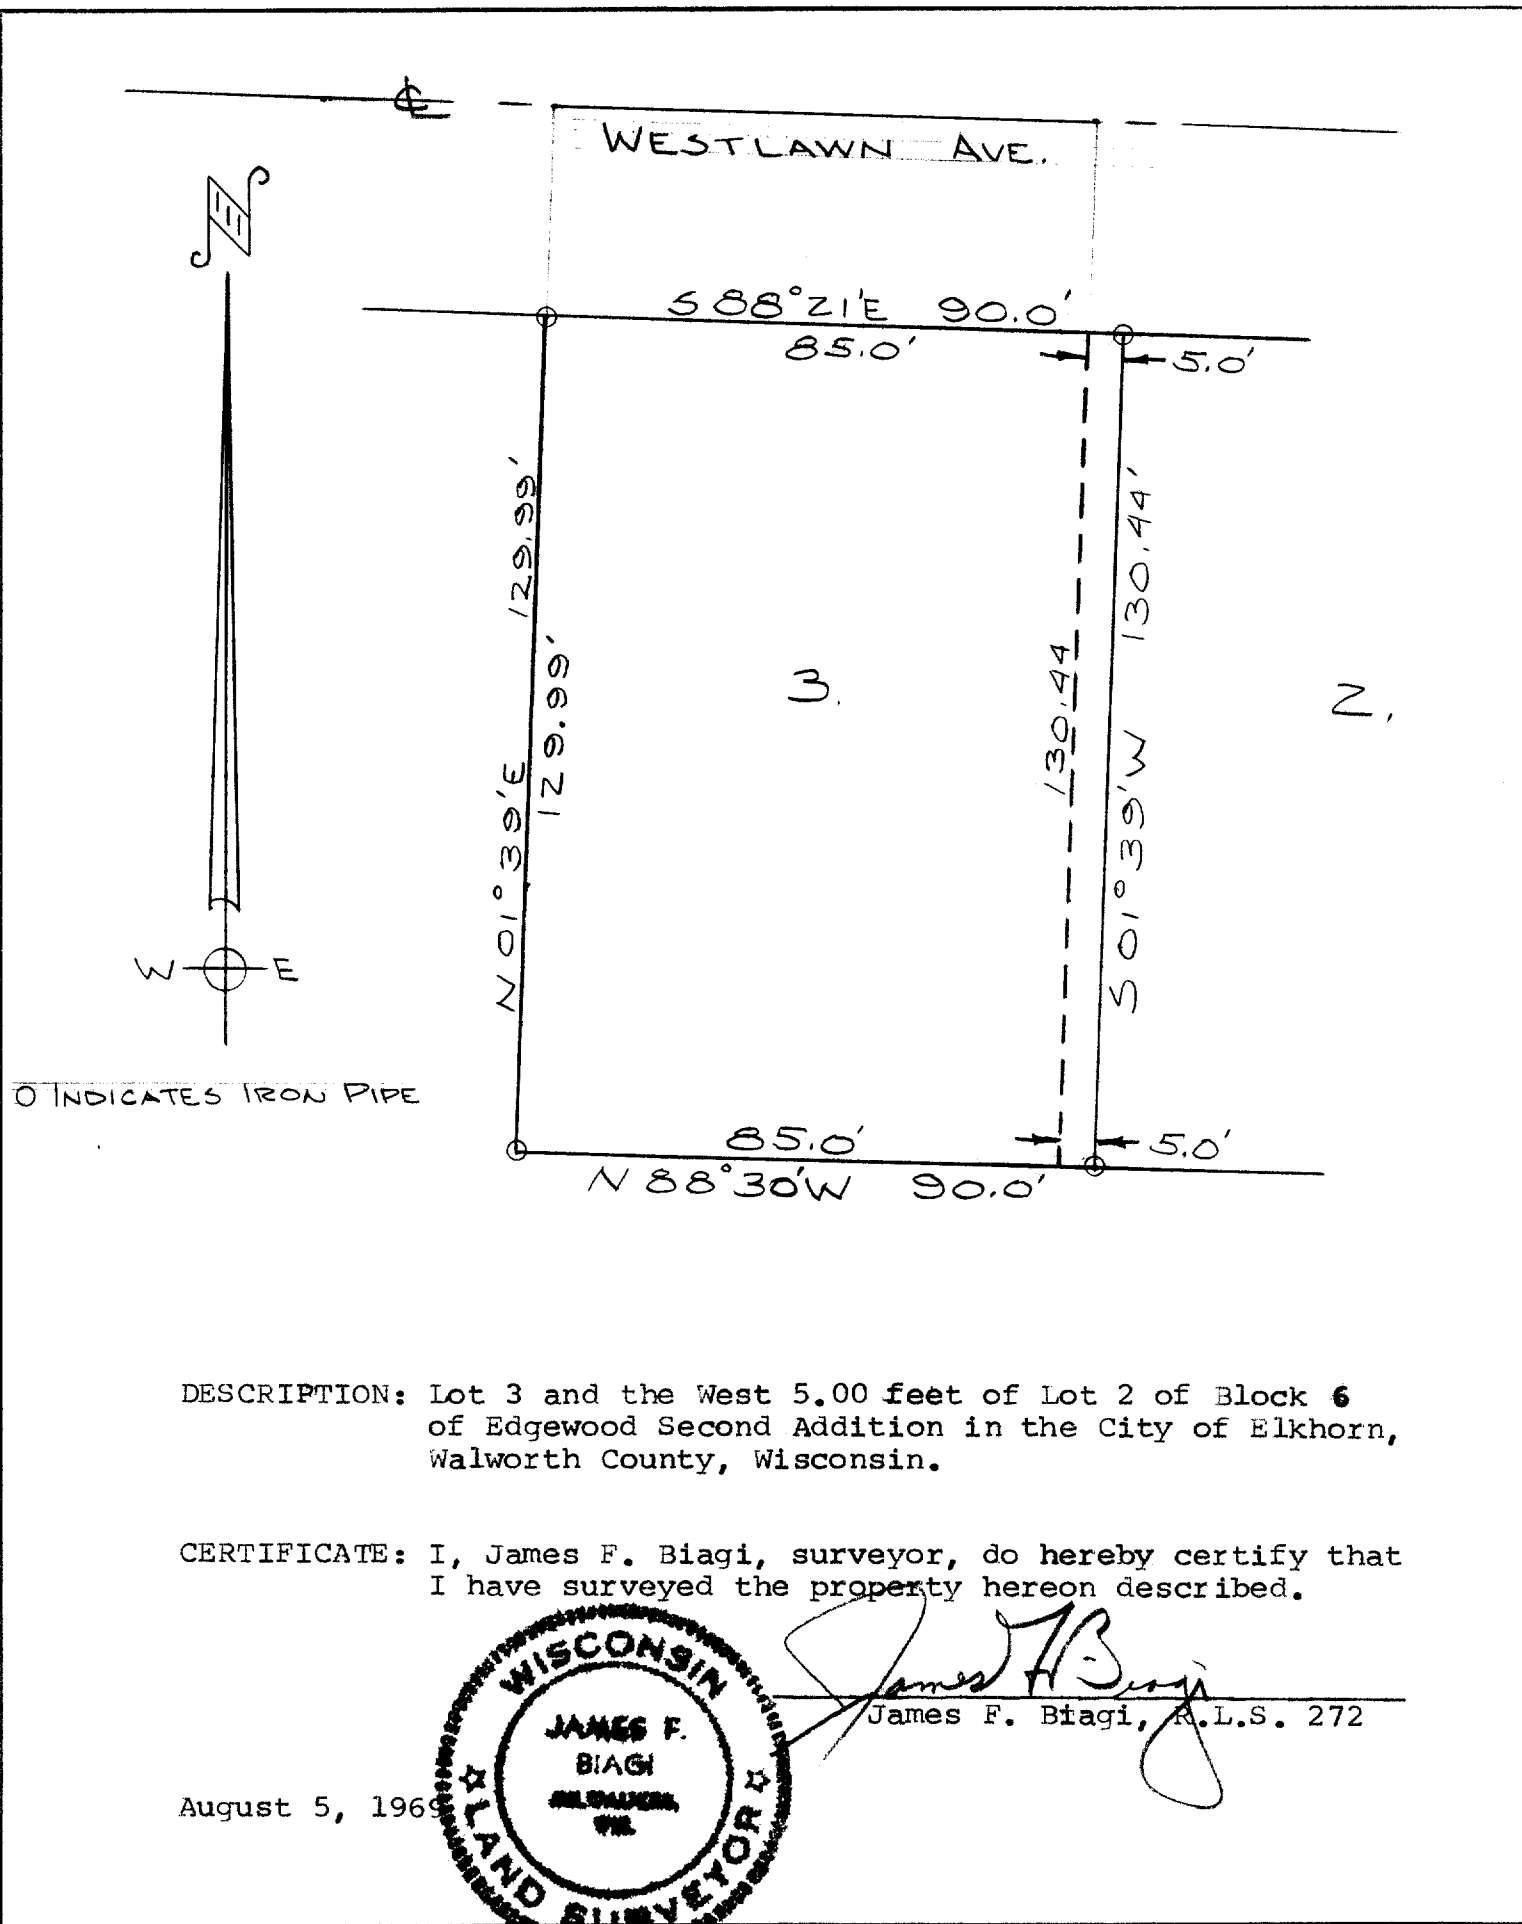 ℄
WESTLAWN AVE.
N
S 88°21'E 90.0'
85.0'
5.0'
129.99'
130.44'
129.99'
130.44
3.
2.
N 01°39'E
S 01°39'W
W E
O INDICATES IRON PIPE
85.0'
5.0'
N 88°30'W 90.0'
DESCRIPTION: Lot 3 and the West 5.00 feet of Lot 2 of Block 6
of Edgewood Second Addition in the City of Elkhorn,
Walworth County, Wisconsin.
CERTIFICATE: I, James F. Biagi, surveyor, do hereby certify that
I have surveyed the property hereon described.
James F. Biagi
James F. Biagi, R.L.S. 272
August 5, 1969
WISCONSIN
JAMES F.
BIAGI
WIS.
LAND SURVEYOR